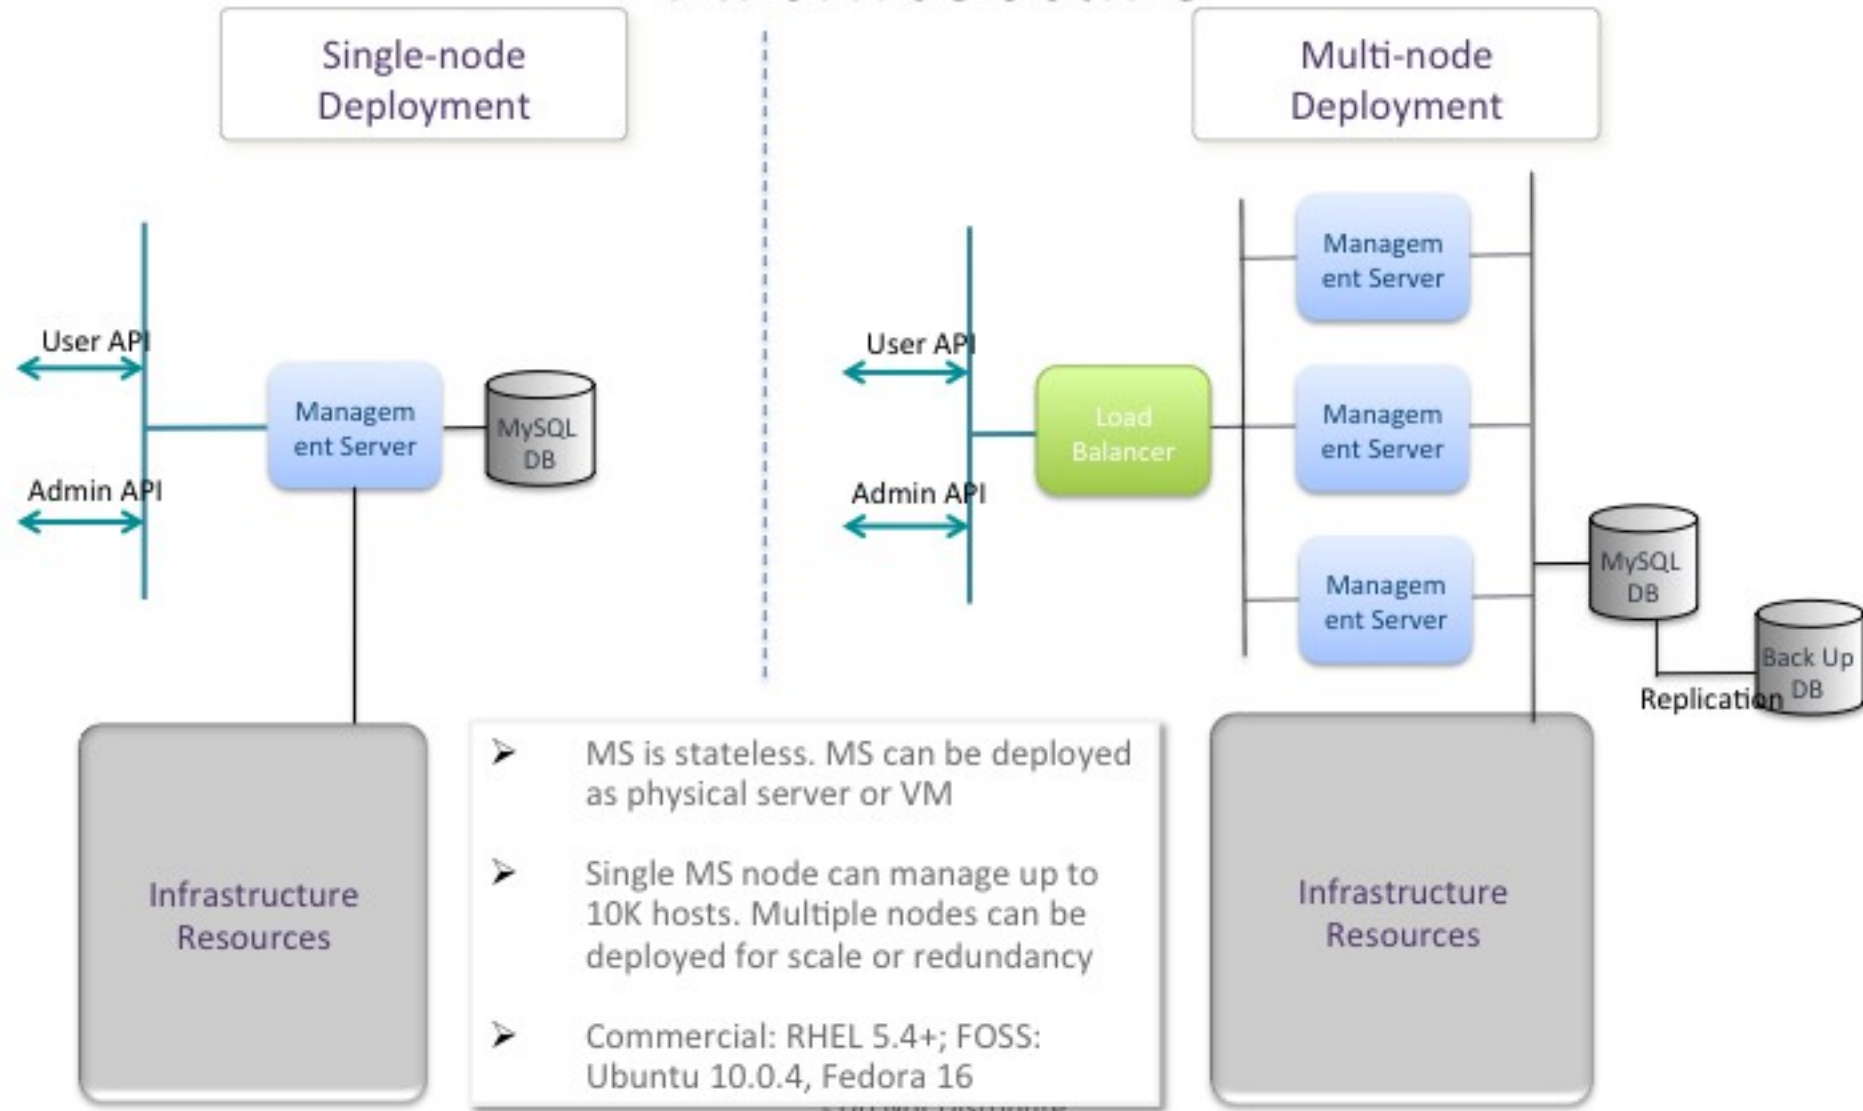 Single-node
Deployment
User API
Admin API
Managem
ent Server
MySQL
DB
Infrastructure
Resources
Multi-node
Deployment
User API
Admin API
Load
Balancer
Managem
ent Server
Managem
ent Server
Managem
ent Server
MySQL
DB
Back Up
DB
Replication
Infrastructure
Resources
MS is stateless. MS can be deployed
as physical server or VM
Single MS node can manage up to
10K hosts. Multiple nodes can be
deployed for scale or redundancy
Commercial: RHEL 5.4+; FOSS:
Ubuntu 10.0.4, Fedora 16